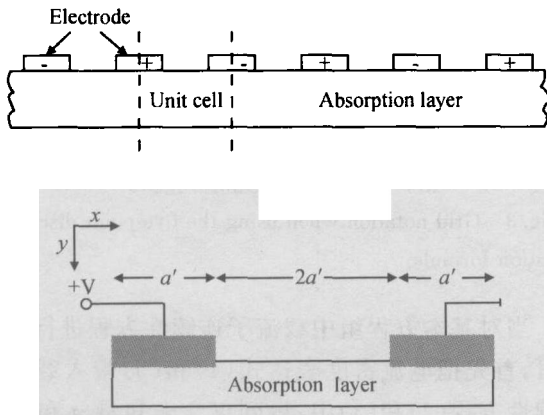 Electrode
- + - + - +
Unit cell Absorption layer
x
y
a' 2a' a'
+V
Absorption layer